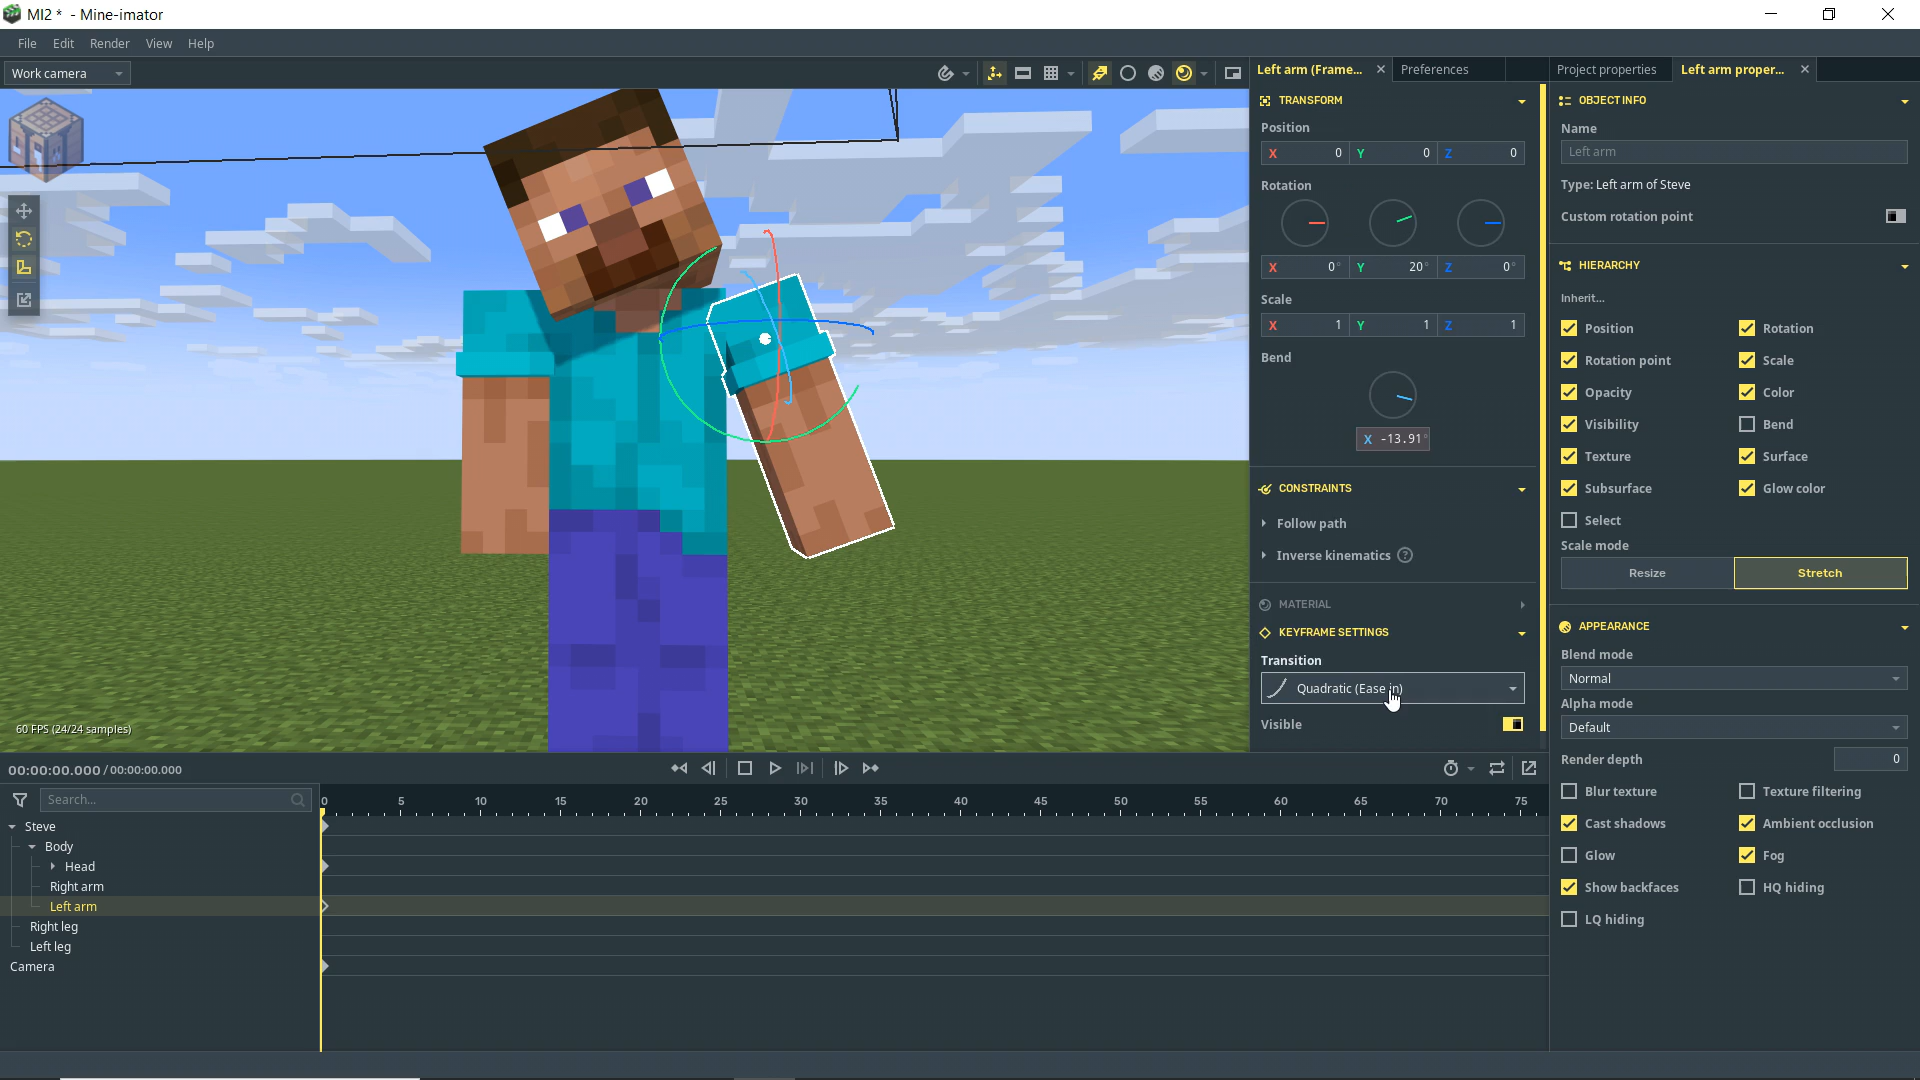 MI2 * - Mine-imator
File Edit Render View Help
Work camera
Left arm (Frame... Preferences
Project properties Left arm proper...
TRANSFORM
Position
X 0 Y 0 Z 0
Rotation
X 0° Y 20° Z 0°
Scale
X 1 Y 1 Z 1
Bend
X -13.91°
CONSTRAINTS
Follow path
Inverse kinematics ?
MATERIAL
KEYFRAME SETTINGS
Transition
Quadratic (Ease in)
Visible
OBJECT INFO
Name
Left arm
Type: Left arm of Steve
Custom rotation point
HIERARCHY
Inherit...
Position Rotation
Rotation point Scale
Opacity Color
Visibility Bend
Texture Surface
Subsurface Glow color
Select
Scale mode
Resize Stretch
APPEARANCE
Blend mode
Normal
Alpha mode
Default
Render depth 0
Blur texture Texture filtering
Cast shadows Ambient occlusion
Glow Fog
Show backfaces HQ hiding
LQ hiding
60 FPS (24/24 samples)
00:00:00.000 / 00:00:00.000
Search...
0 5 10 15 20 25 30 35 40 45 50 55 60 65 70 75
Steve
Body
Head
Right arm
Left arm
Right leg
Left leg
Camera